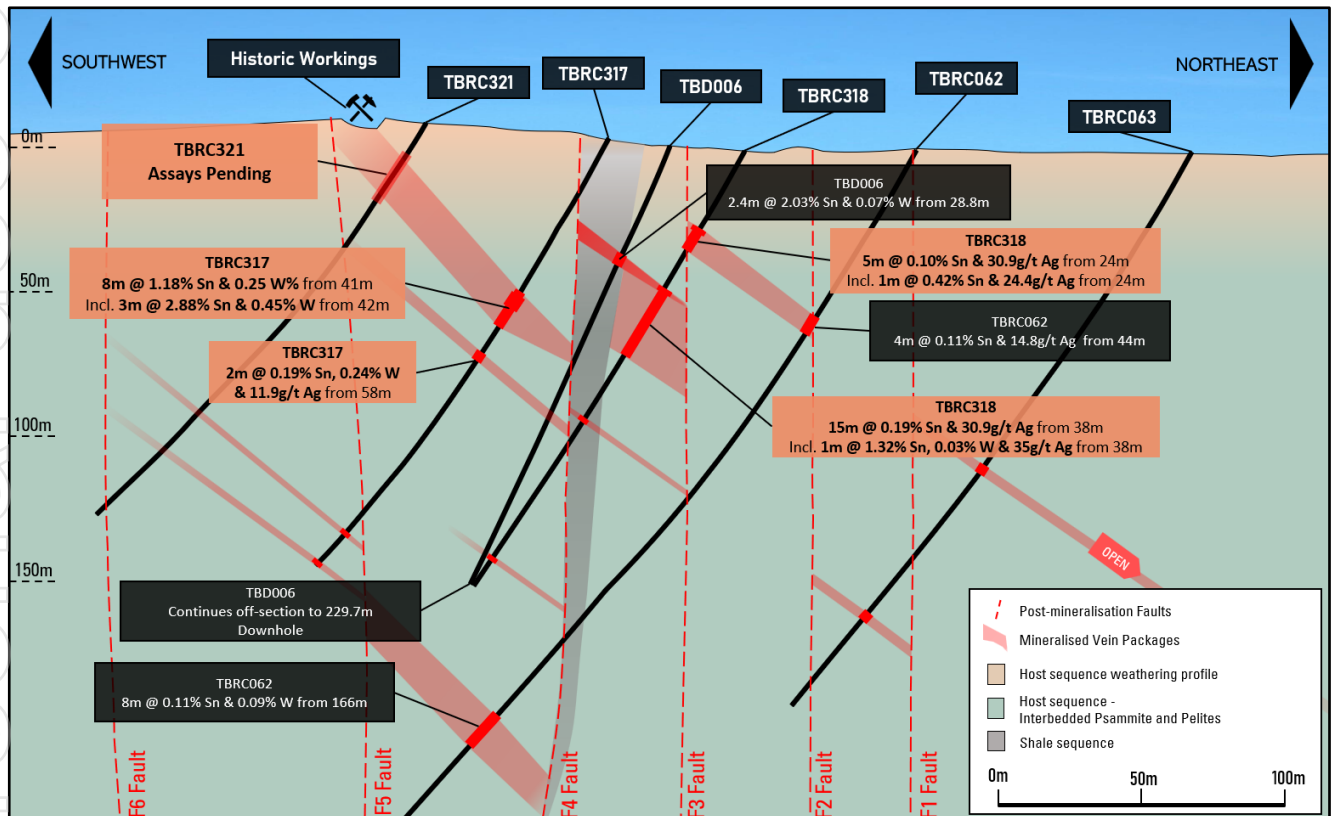 SOUTHWEST
NORTHEAST
Historic Workings
TBRC321
TBRC317
TBD006
TBRC318
TBRC062
TBRC063
0m
50m
100m
150m
TBRC321
Assays Pending
TBD006
2.4m @ 2.03% Sn & 0.07% W from 28.8m
TBRC317
8m @ 1.18% Sn & 0.25 W% from 41m
Incl. 3m @ 2.88% Sn & 0.45% W from 42m
TBRC318
5m @ 0.10% Sn & 30.9g/t Ag from 24m
Incl. 1m @ 0.42% Sn & 24.4g/t Ag from 24m
TBRC062
4m @ 0.11% Sn & 14.8g/t Ag from 44m
TBRC317
2m @ 0.19% Sn, 0.24% W
& 11.9g/t Ag from 58m
TBRC318
15m @ 0.19% Sn & 30.9g/t Ag from 38m
Incl. 1m @ 1.32% Sn, 0.03% W & 35g/t Ag from 38m
OPEN
TBD006
Continues off-section to 229.7m
Downhole
TBRC062
8m @ 0.11% Sn & 0.09% W from 166m
F6 Fault
F5 Fault
F4 Fault
F3 Fault
F2 Fault
F1 Fault
Post-mineralisation Faults
Mineralised Vein Packages
Host sequence weathering profile
Host sequence -
Interbedded Psammite and Pelites
Shale sequence
0m
50m
100m